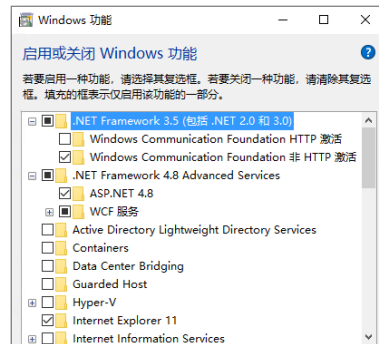 Windows 功能
启用或关闭 Windows 功能
若要启用一种功能，请选择其复选框。若要关闭一种功能，请清除其复选
框。填充的框表示仅启用该功能的一部分。
.NET Framework 3.5 (包括 .NET 2.0 和 3.0)
Windows Communication Foundation HTTP 激活
Windows Communication Foundation 非 HTTP 激活
.NET Framework 4.8 Advanced Services
ASP.NET 4.8
WCF 服务
Active Directory Lightweight Directory Services
Containers
Data Center Bridging
Guarded Host
Hyper-V
Internet Explorer 11
Internet Information Services